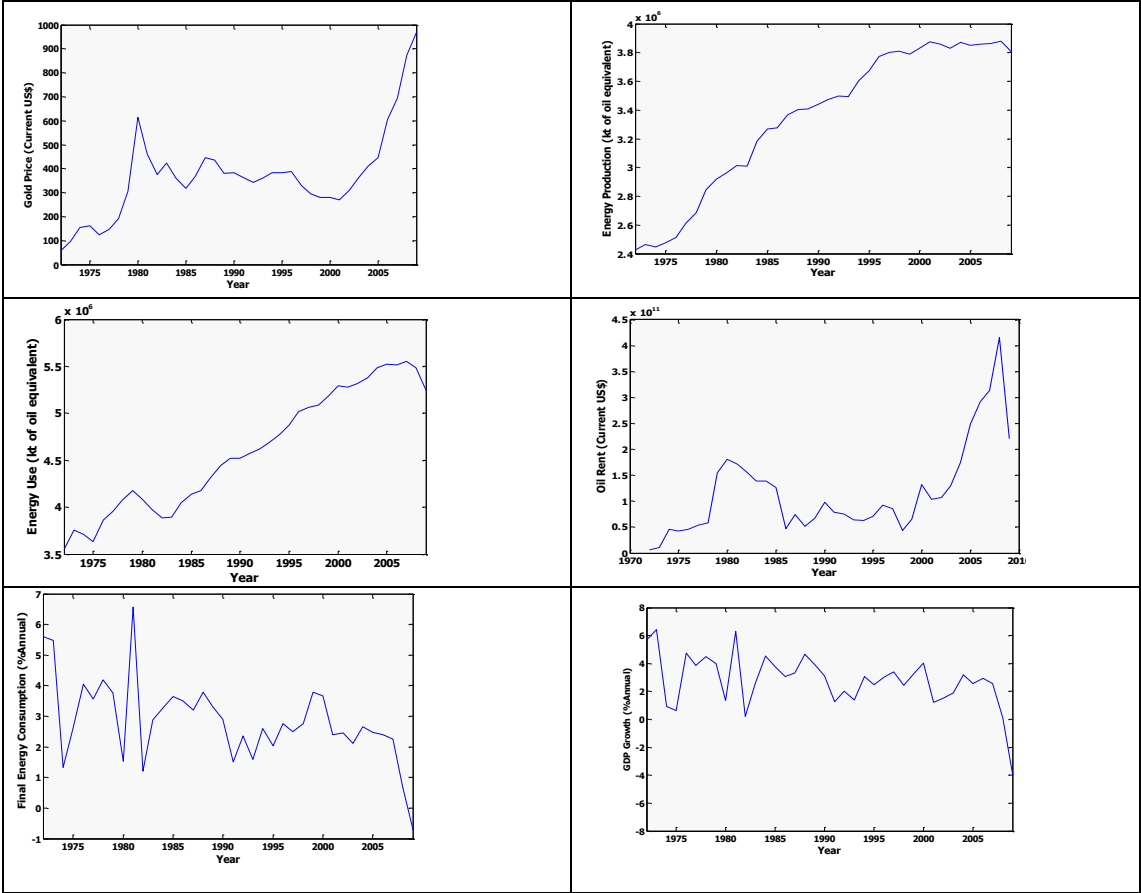 Gold Price (Current US$)
1000
900
800
700
600
500
400
300
200
100
0
1975 1980 1985 1990 1995 2000 2005
Year
x 10^6
Energy Production (kt of oil equivalent)
4
3.8
3.6
3.4
3.2
3
2.8
2.6
2.4
1975 1980 1985 1990 1995 2000 2005
Year
x 10^6
Energy Use (kt of oil equivalent)
6
5.5
5
4.5
4
3.5
1975 1980 1985 1990 1995 2000 2005
Year
x 10^11
Oil Rent (Current US$)
4.5
4
3.5
3
2.5
2
1.5
1
0.5
0
1970 1975 1980 1985 1990 1995 2000 2005 201
Year
Final Energy Consumption (%Annual)
7
6
5
4
3
2
1
0
-1
1975 1980 1985 1990 1995 2000 2005
Year
GDP Growth (%Annual)
8
6
4
2
0
-2
-4
-6
-8
1975 1980 1985 1990 1995 2000 2005
Year